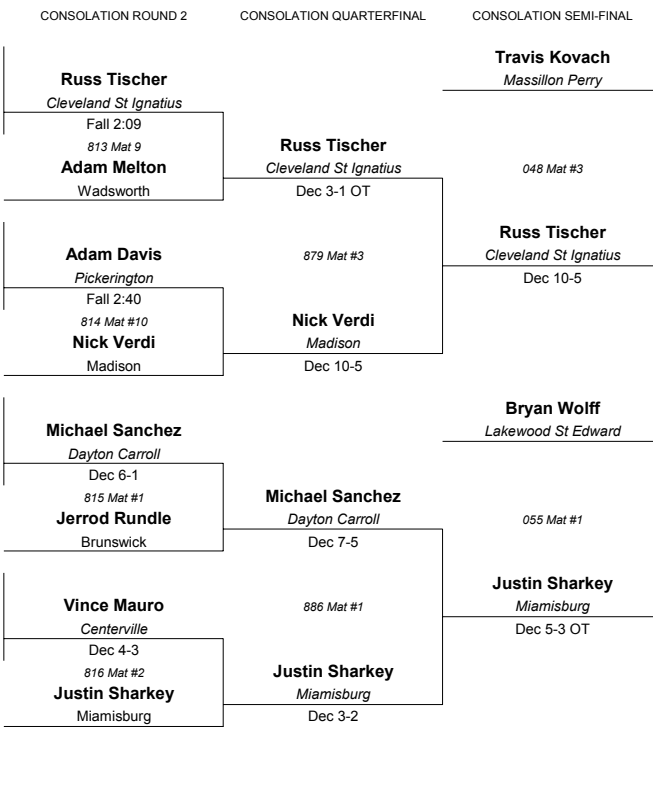 CONSOLATION ROUND 2
CONSOLATION QUARTERFINAL
CONSOLATION SEMI-FINAL
Russ Tischer
Cleveland St Ignatius
Fall 2:09
813 Mat 9
Adam Melton
Wadsworth
Adam Davis
Pickerington
Fall 2:40
814 Mat #10
Nick Verdi
Madison
Michael Sanchez
Dayton Carroll
Dec 6-1
815 Mat #1
Jerrod Rundle
Brunswick
Vince Mauro
Centerville
Dec 4-3
816 Mat #2
Justin Sharkey
Miamisburg
Russ Tischer
Cleveland St Ignatius
Dec 3-1 OT
879 Mat #3
Nick Verdi
Madison
Dec 10-5
Michael Sanchez
Dayton Carroll
Dec 7-5
886 Mat #1
Justin Sharkey
Miamisburg
Dec 3-2
Travis Kovach
Massillon Perry
048 Mat #3
Russ Tischer
Cleveland St Ignatius
Dec 10-5
Bryan Wolff
Lakewood St Edward
055 Mat #1
Justin Sharkey
Miamisburg
Dec 5-3 OT